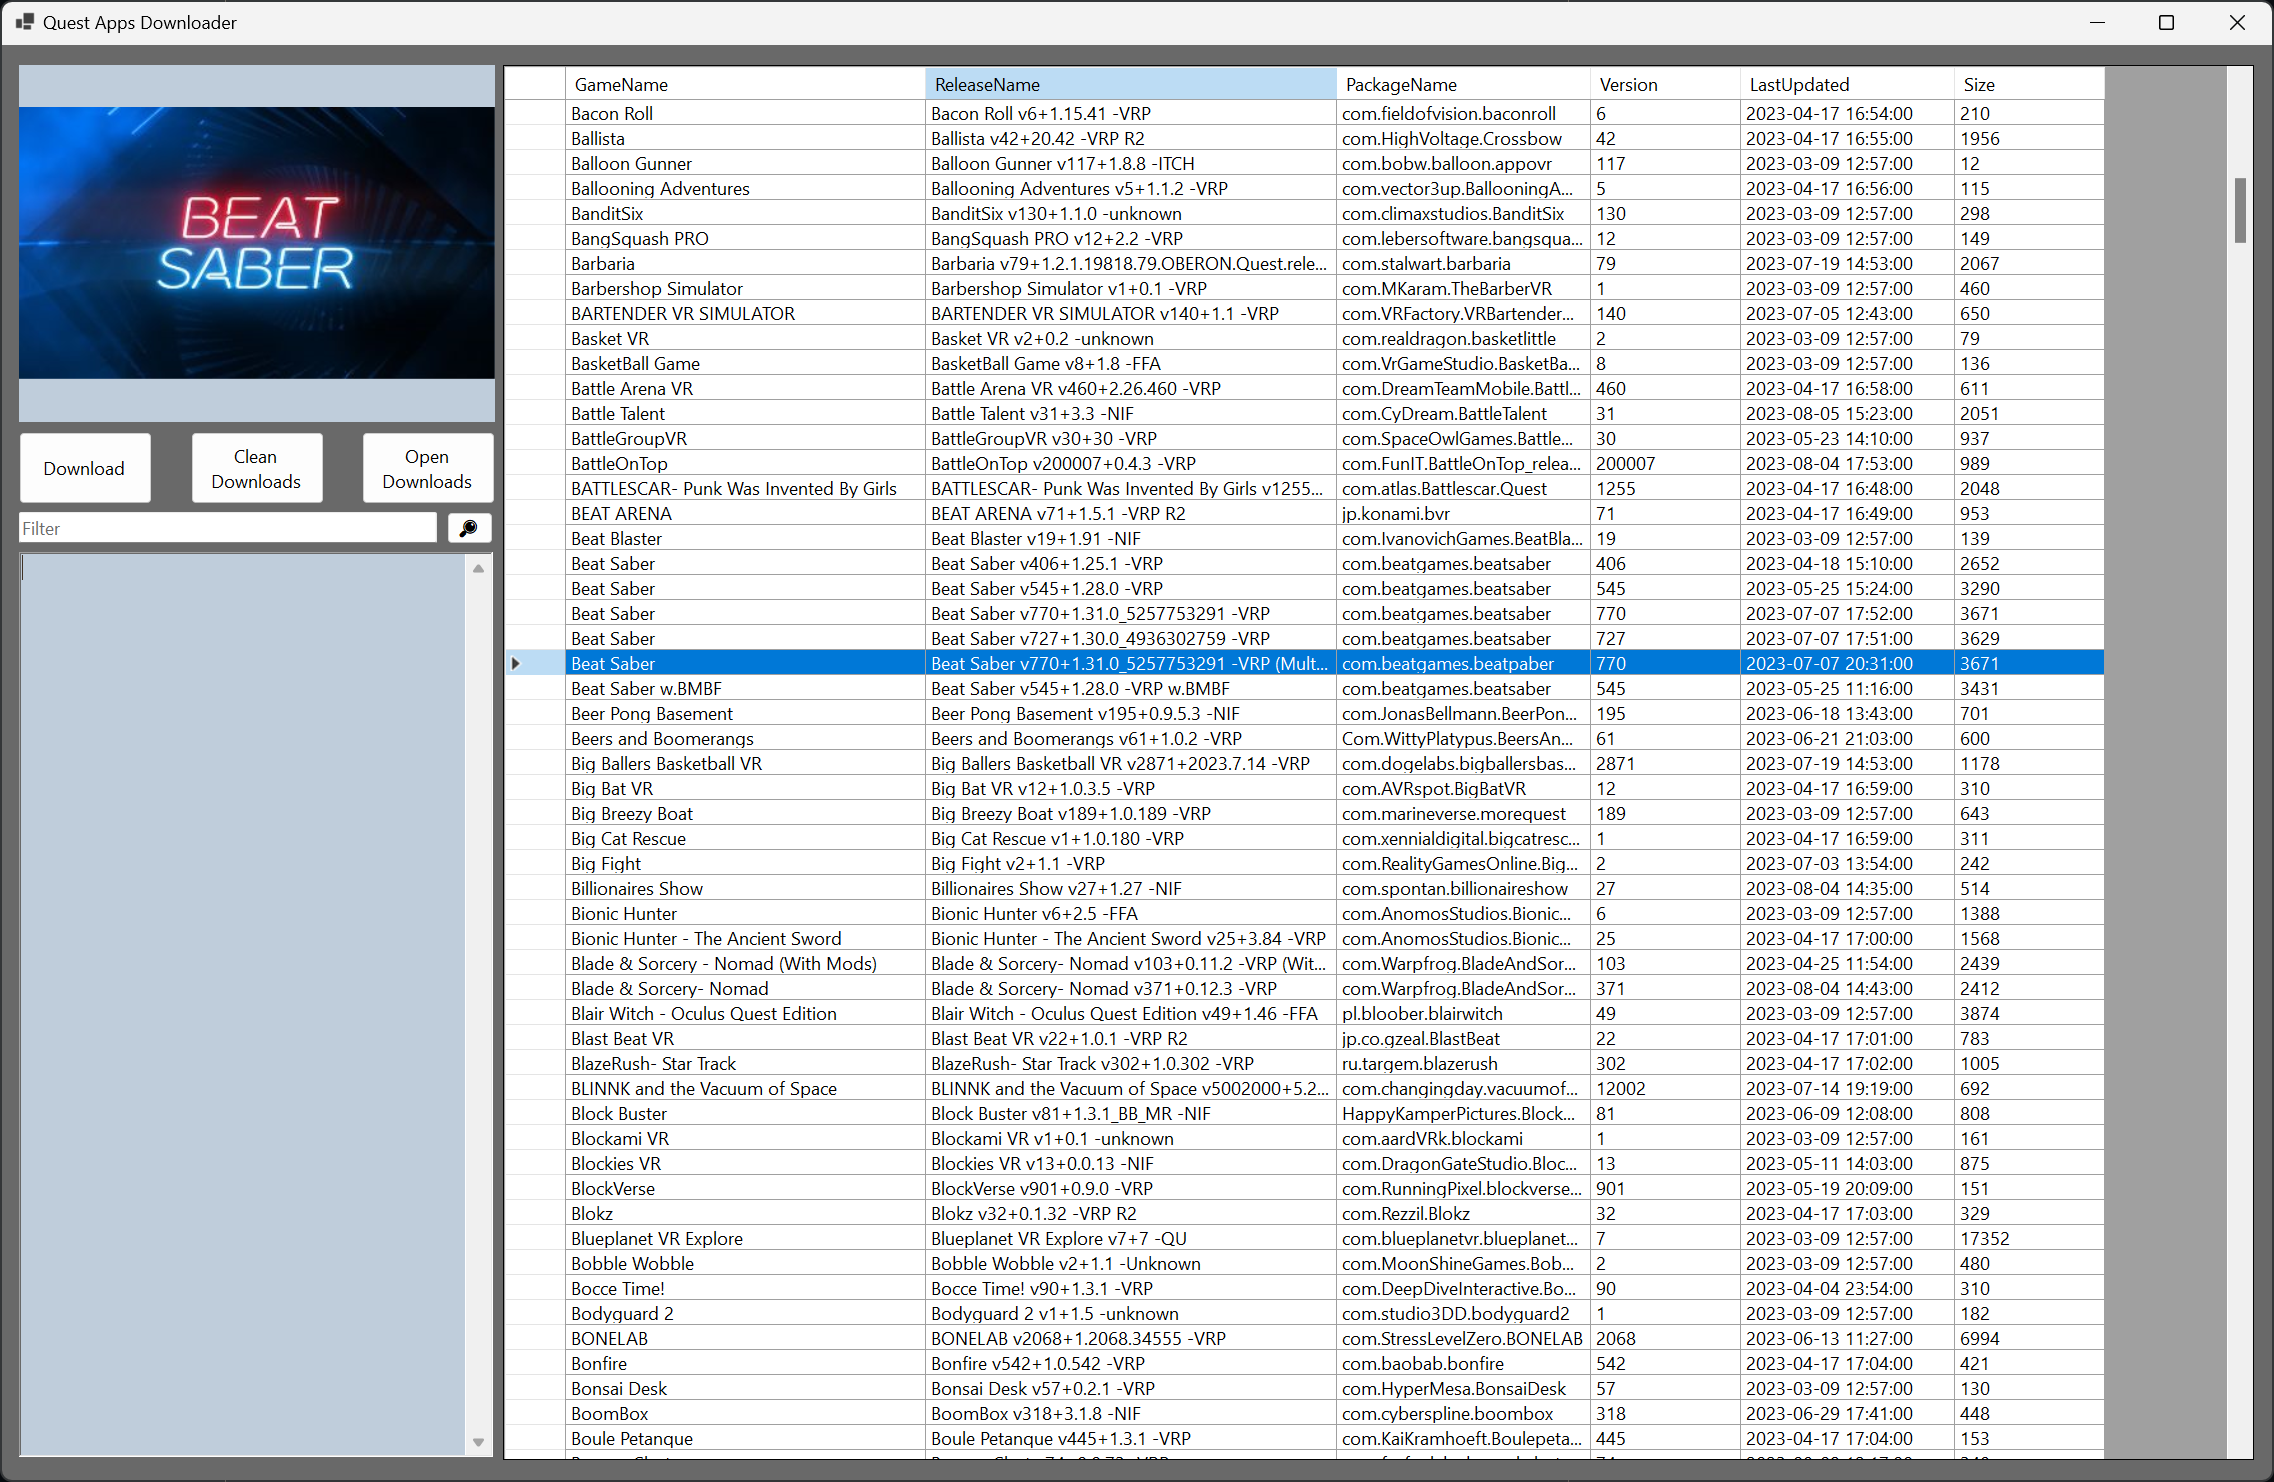 Quest Apps Downloader
BEAT
SABER
Download
Clean
Downloads
Open
Downloads
Filter
GameName ReleaseName PackageName Version LastUpdated Size
Bacon Roll Bacon Roll v6+1.15.41 -VRP com.fieldofvision.baconroll 6 2023-04-17 16:54:00 210
Ballista Ballista v42+20.42 -VRP R2 com.HighVoltage.Crossbow 42 2023-04-17 16:55:00 1956
Balloon Gunner Balloon Gunner v117+1.8.8 -ITCH com.bobw.balloon.appovr 117 2023-03-09 12:57:00 12
Ballooning Adventures Ballooning Adventures v5+1.1.2 -VRP com.vector3up.BallooningA... 5 2023-04-17 16:56:00 115
BanditSix BanditSix v130+1.1.0 -unknown com.climaxstudios.BanditSix 130 2023-03-09 12:57:00 298
BangSquash PRO BangSquash PRO v12+2.2 -VRP com.lebersoftware.bangsqua... 12 2023-03-09 12:57:00 149
Barbaria Barbaria v79+1.2.1.19818.79.OBERON.Quest.rele... com.stalwart.barbaria 79 2023-07-19 14:53:00 2067
Barbershop Simulator Barbershop Simulator v1+0.1 -VRP com.MKaram.TheBarberVR 1 2023-03-09 12:57:00 460
BARTENDER VR SIMULATOR BARTENDER VR SIMULATOR v140+1.1 -VRP com.VRFactory.VRBartender... 140 2023-07-05 12:43:00 650
Basket VR Basket VR v2+0.2 -unknown com.realdragon.basketlittle 2 2023-03-09 12:57:00 79
BasketBall Game BasketBall Game v8+1.8 -FFA com.VrGameStudio.BasketBa... 8 2023-03-09 12:57:00 136
Battle Arena VR Battle Arena VR v460+2.26.460 -VRP com.DreamTeamMobile.Battl... 460 2023-04-17 16:58:00 611
Battle Talent Battle Talent v31+3.3 -NIF com.CyDream.BattleTalent 31 2023-08-05 15:23:00 2051
BattleGroupVR BattleGroupVR v30+30 -VRP com.SpaceOwlGames.Battle... 30 2023-05-23 14:10:00 937
BattleOnTop BattleOnTop v200007+0.4.3 -VRP com.FunIT.BattleOnTop_relea... 200007 2023-08-04 17:53:00 989
BATTLESCAR- Punk Was Invented By Girls BATTLESCAR- Punk Was Invented By Girls v1255... com.atlas.Battlescar.Quest 1255 2023-04-17 16:48:00 2048
BEAT ARENA BEAT ARENA v71+1.5.1 -VRP R2 jp.konami.bvr 71 2023-04-17 16:49:00 953
Beat Blaster Beat Blaster v19+1.91 -NIF com.IvanovichGames.BeatBla... 19 2023-03-09 12:57:00 139
Beat Saber Beat Saber v406+1.25.1 -VRP com.beatgames.beatsaber 406 2023-04-18 15:10:00 2652
Beat Saber Beat Saber v545+1.28.0 -VRP com.beatgames.beatsaber 545 2023-05-25 15:24:00 3290
Beat Saber Beat Saber v770+1.31.0_5257753291 -VRP com.beatgames.beatsaber 770 2023-07-07 17:52:00 3671
Beat Saber Beat Saber v727+1.30.0_4936302759 -VRP com.beatgames.beatsaber 727 2023-07-07 17:51:00 3629
Beat Saber Beat Saber v770+1.31.0_5257753291 -VRP (Mult... com.beatgames.beatpaber 770 2023-07-07 20:31:00 3671
Beat Saber w.BMBF Beat Saber v545+1.28.0 -VRP w.BMBF com.beatgames.beatsaber 545 2023-05-25 11:16:00 3431
Beer Pong Basement Beer Pong Basement v195+0.9.5.3 -NIF com.JonasBellmann.BeerPon... 195 2023-06-18 13:43:00 701
Beers and Boomerangs Beers and Boomerangs v61+1.0.2 -VRP Com.WittyPlatypus.BeersAn... 61 2023-06-21 21:03:00 600
Big Ballers Basketball VR Big Ballers Basketball VR v2871+2023.7.14 -VRP com.dogelabs.bigballersbas... 2871 2023-07-19 14:53:00 1178
Big Bat VR Big Bat VR v12+1.0.3.5 -VRP com.AVRspot.BigBatVR 12 2023-04-17 16:59:00 310
Big Breezy Boat Big Breezy Boat v189+1.0.189 -VRP com.marineverse.morequest 189 2023-03-09 12:57:00 643
Big Cat Rescue Big Cat Rescue v1+1.0.180 -VRP com.xennialdigital.bigcatresc... 1 2023-04-17 16:59:00 311
Big Fight Big Fight v2+1.1 -VRP com.RealityGamesOnline.Big... 2 2023-07-03 13:54:00 242
Billionaires Show Billionaires Show v27+1.27 -NIF com.spontan.billionaireshow 27 2023-08-04 14:35:00 514
Bionic Hunter Bionic Hunter v6+2.5 -FFA com.AnomosStudios.Bionic... 6 2023-03-09 12:57:00 1388
Bionic Hunter - The Ancient Sword Bionic Hunter - The Ancient Sword v25+3.84 -VRP com.AnomosStudios.Bionic... 25 2023-04-17 17:00:00 1568
Blade & Sorcery - Nomad (With Mods) Blade & Sorcery- Nomad v103+0.11.2 -VRP (Wit... com.Warpfrog.BladeAndSor... 103 2023-04-25 11:54:00 2439
Blade & Sorcery- Nomad Blade & Sorcery- Nomad v371+0.12.3 -VRP com.Warpfrog.BladeAndSor... 371 2023-08-04 14:43:00 2412
Blair Witch - Oculus Quest Edition Blair Witch - Oculus Quest Edition v49+1.46 -FFA pl.bloober.blairwitch 49 2023-03-09 12:57:00 3874
Blast Beat VR Blast Beat VR v22+1.0.1 -VRP R2 jp.co.gzeal.BlastBeat 22 2023-04-17 17:01:00 783
BlazeRush- Star Track BlazeRush- Star Track v302+1.0.302 -VRP ru.targem.blazerush 302 2023-04-17 17:02:00 1005
BLINNK and the Vacuum of Space BLINNK and the Vacuum of Space v5002000+5.2... com.changingday.vacuumof... 12002 2023-07-14 19:19:00 692
Block Buster Block Buster v81+1.3.1_BB_MR -NIF HappyKamperPictures.Block... 81 2023-06-09 12:08:00 808
Blockami VR Blockami VR v1+0.1 -unknown com.aardVRk.blockami 1 2023-03-09 12:57:00 161
Blockies VR Blockies VR v13+0.0.13 -NIF com.DragonGateStudio.Bloc... 13 2023-05-11 14:03:00 875
BlockVerse BlockVerse v901+0.9.0 -VRP com.RunningPixel.blockverse... 901 2023-05-19 20:09:00 151
Blokz Blokz v32+0.1.32 -VRP R2 com.Rezzil.Blokz 32 2023-04-17 17:03:00 329
Blueplanet VR Explore Blueplanet VR Explore v7+7 -QU com.blueplanetvr.blueplanet... 7 2023-03-09 12:57:00 17352
Bobble Wobble Bobble Wobble v2+1.1 -Unknown com.MoonShineGames.Bob... 2 2023-03-09 12:57:00 480
Bocce Time! Bocce Time! v90+1.3.1 -VRP com.DeepDiveInteractive.Bo... 90 2023-04-04 23:54:00 310
Bodyguard 2 Bodyguard 2 v1+1.5 -unknown com.studio3DD.bodyguard2 1 2023-03-09 12:57:00 182
BONELAB BONELAB v2068+1.2068.34555 -VRP com.StressLevelZero.BONELAB 2068 2023-06-13 11:27:00 6994
Bonfire Bonfire v542+1.0.542 -VRP com.baobab.bonfire 542 2023-04-17 17:04:00 421
Bonsai Desk Bonsai Desk v57+0.2.1 -VRP com.HyperMesa.BonsaiDesk 57 2023-03-09 12:57:00 130
BoomBox BoomBox v318+3.1.8 -NIF com.cyberspline.boombox 318 2023-06-29 17:41:00 448
Boule Petanque Boule Petanque v445+1.3.1 -VRP com.KaiKramhoeft.Boulepeta... 445 2023-04-17 17:04:00 153